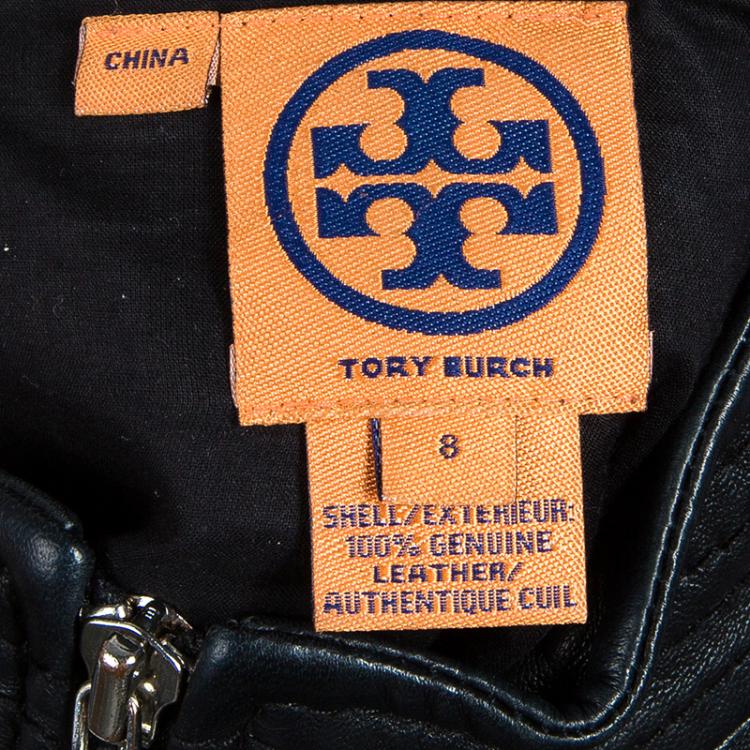 CHINA
TORY BURCH
8
SHELL/EXTERIEUR:
100% GENUINE
LEATHER/
AUTHENTIQUE CUIL